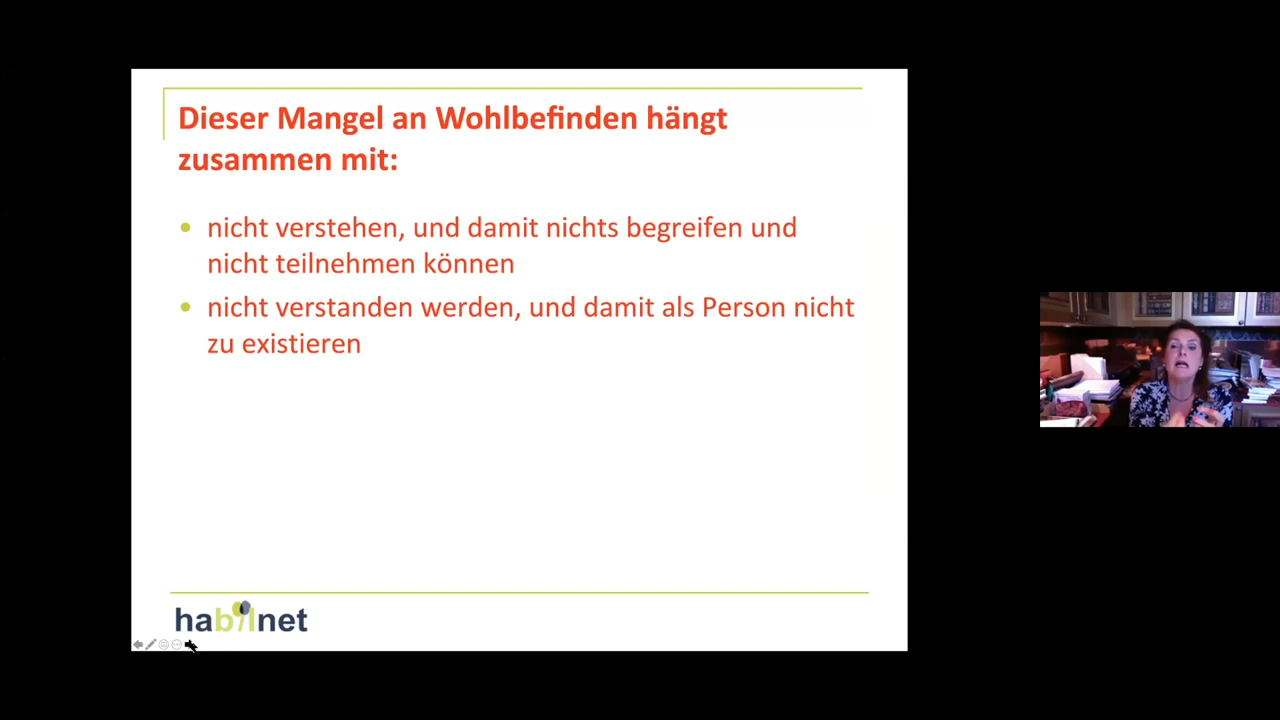 Dieser Mangel an Wohlbefinden hängt
zusammen mit:
• nicht verstehen, und damit nichts begreifen und
nicht teilnehmen können
• nicht verstanden werden, und damit als Person nicht
zu existieren
habilnet